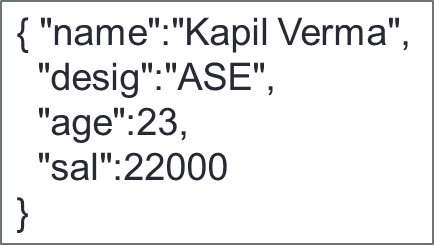 { "name":"Kapil Verma",
"desig":"ASE",
"age":23,
"sal":22000
}